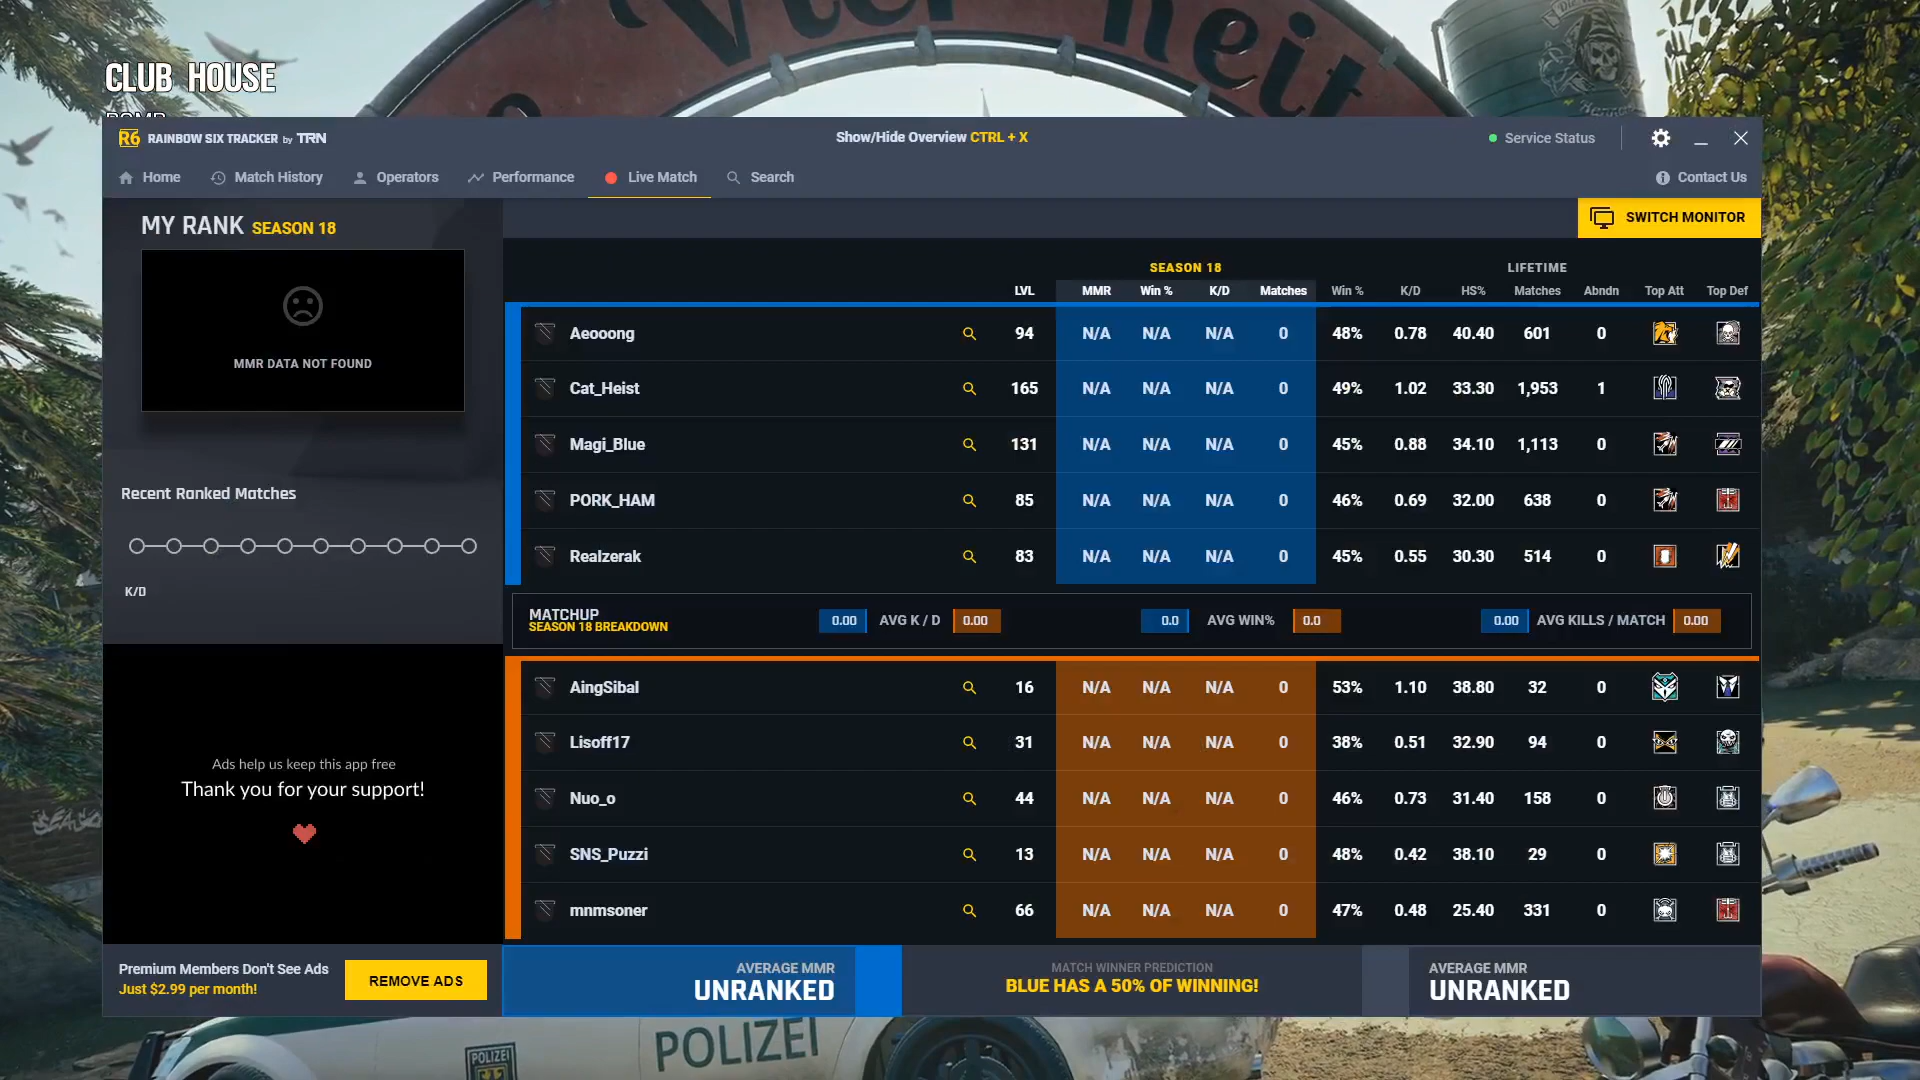 CLUB HOUSE
R6 RAINBOW SIX TRACKER by TRN
Show/Hide Overview CTRL + X
Service Status
Home
Match History
Operators
Performance
Live Match
Search
Contact Us
MY RANK SEASON 18
SWITCH MONITOR
MMR DATA NOT FOUND
Recent Ranked Matches
K/D
Ads help us keep this app free
Thank you for your support!
Premium Members Don't See Ads
Just $2.99 per month!
REMOVE ADS
SEASON 18 LIFETIME
LVL MMR Win % K/D Matches Win % K/D HS% Matches Abndn Top Att Top Def
Aeooong 94 N/A N/A N/A 0 48% 0.78 40.40 601 0
Cat_Heist 165 N/A N/A N/A 0 49% 1.02 33.30 1,953 1
Magi_Blue 131 N/A N/A N/A 0 45% 0.88 34.10 1,113 0
PORK_HAM 85 N/A N/A N/A 0 46% 0.69 32.00 638 0
Realzerak 83 N/A N/A N/A 0 45% 0.55 30.30 514 0
MATCHUP
SEASON 18 BREAKDOWN
0.00 AVG K / D 0.00
0.0 AVG WIN% 0.0
0.00 AVG KILLS / MATCH 0.00
AingSibal 16 N/A N/A N/A 0 53% 1.10 38.80 32 0
Lisoff17 31 N/A N/A N/A 0 38% 0.51 32.90 94 0
Nuo_o 44 N/A N/A N/A 0 46% 0.73 31.40 158 0
SNS_Puzzi 13 N/A N/A N/A 0 48% 0.42 38.10 29 0
mnmsoner 66 N/A N/A N/A 0 47% 0.48 25.40 331 0
AVERAGE MMR
UNRANKED
MATCH WINNER PREDICTION
BLUE HAS A 50% OF WINNING!
AVERAGE MMR
UNRANKED
POLIZEI
POLIZEI